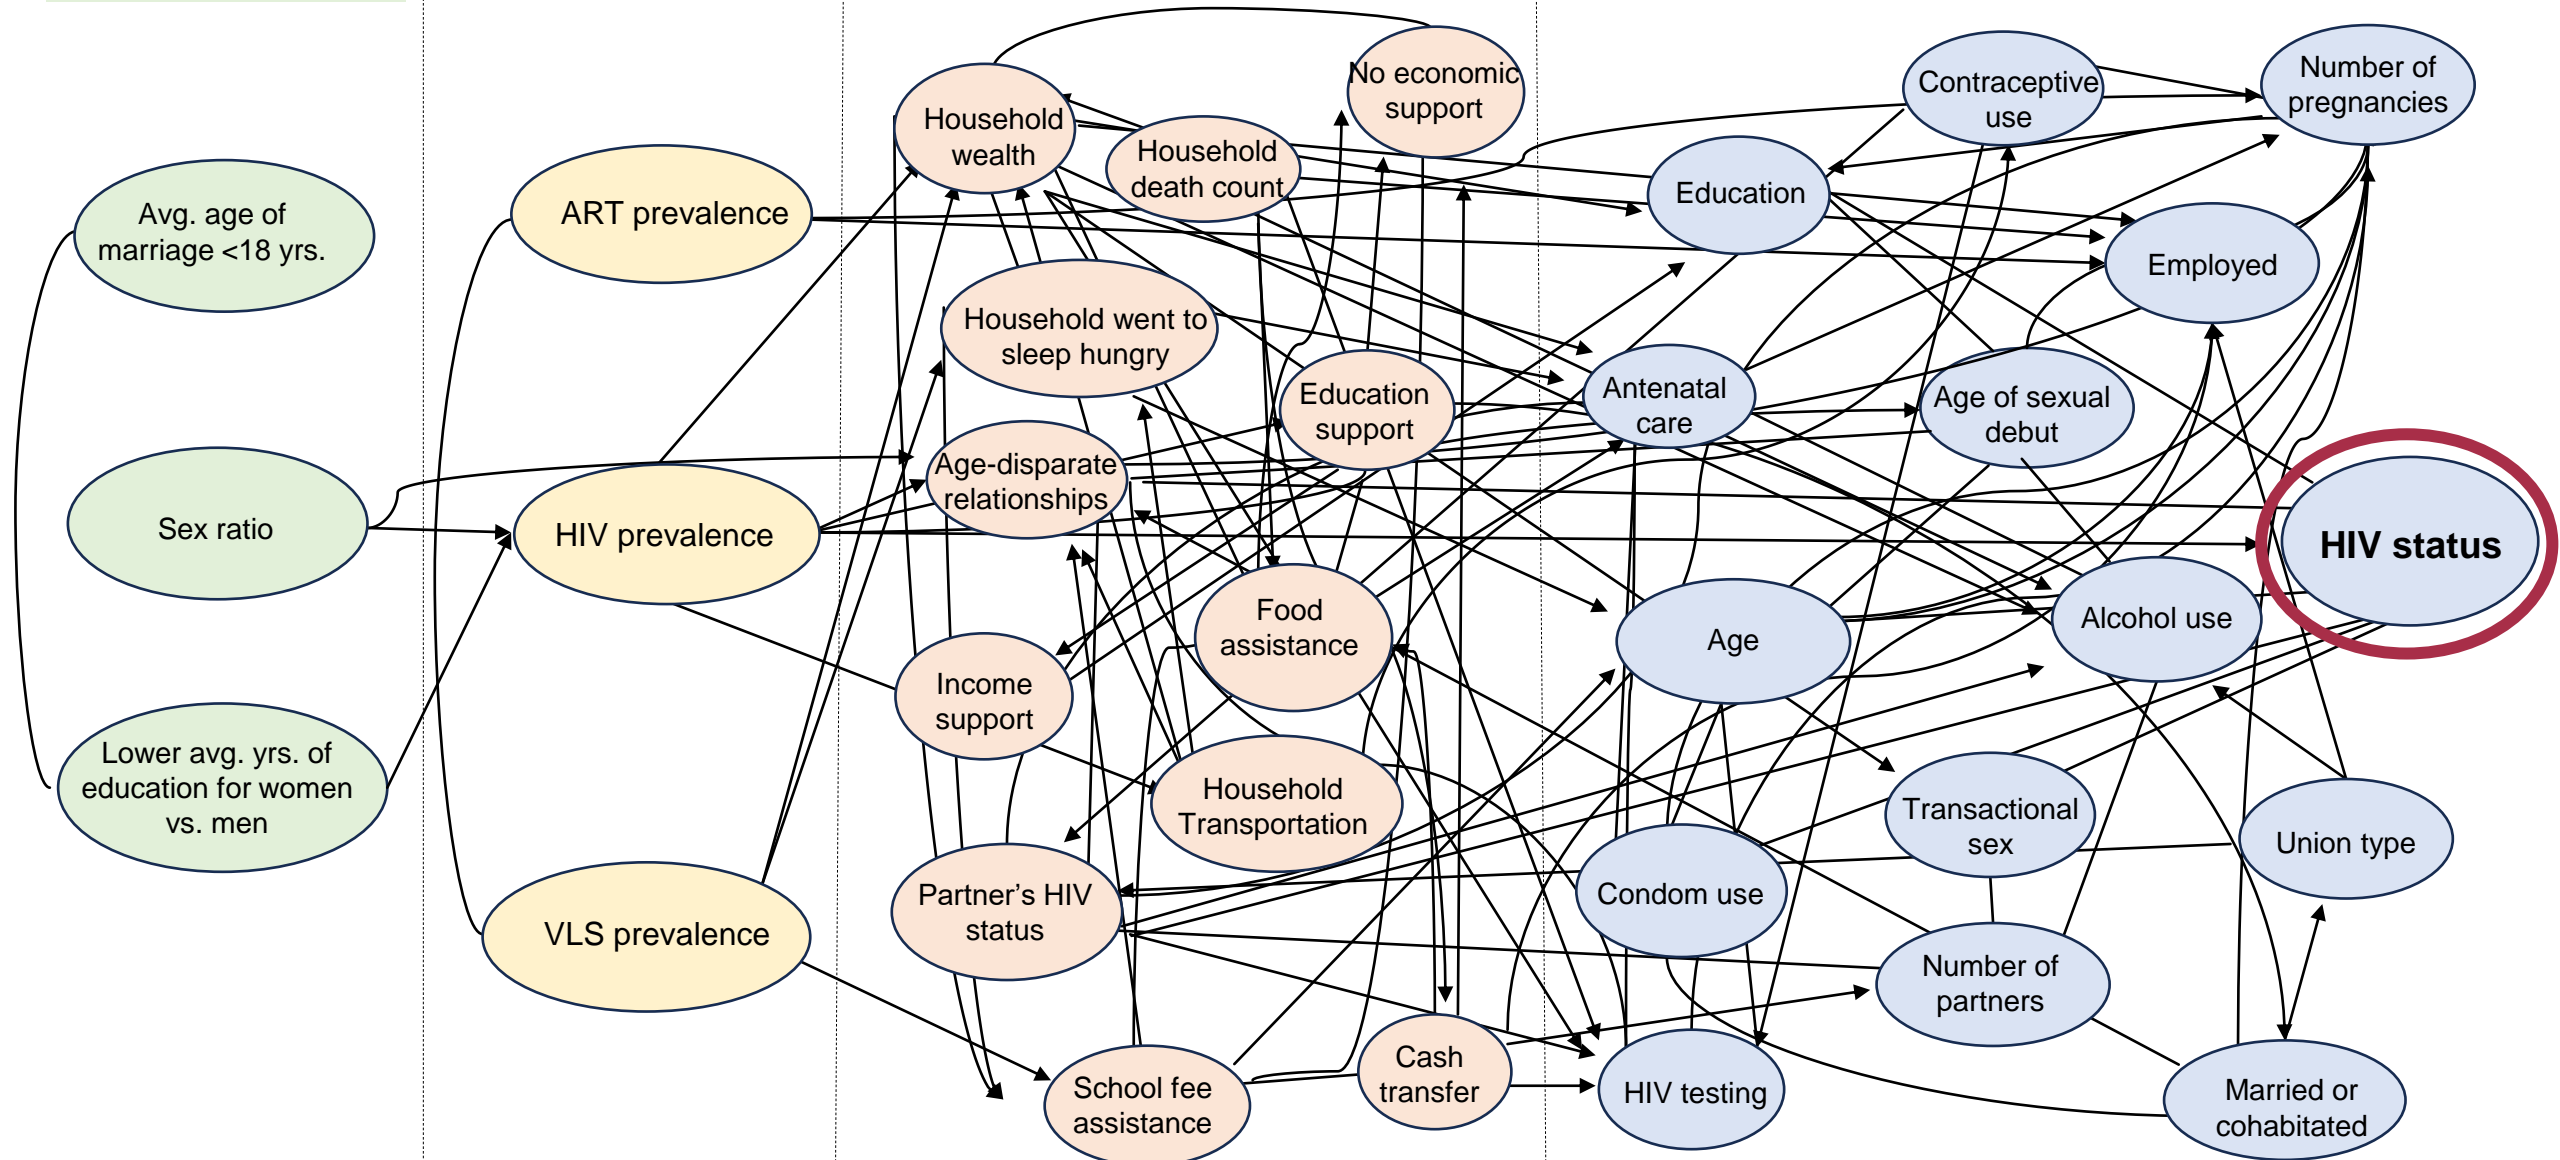 Avg. age of
marriage <18 yrs.
Sex ratio
Lower avg. yrs. of
education for women
vs. men
ART prevalence
HIV prevalence
VLS prevalence
Household
wealth
No economic
support
Household
death count
Household went to
sleep hungry
Education
support
Age-disparate
relationships
Food
assistance
Income
support
Household
Transportation
Partner’s HIV
status
School fee
assistance
Cash
transfer
Contraceptive
use
Number of
pregnancies
Education
Employed
Antenatal
care
Age of sexual
debut
HIV status
Age
Alcohol use
Transactional
sex
Union type
Condom use
Number of
partners
HIV testing
Married or
cohabitated